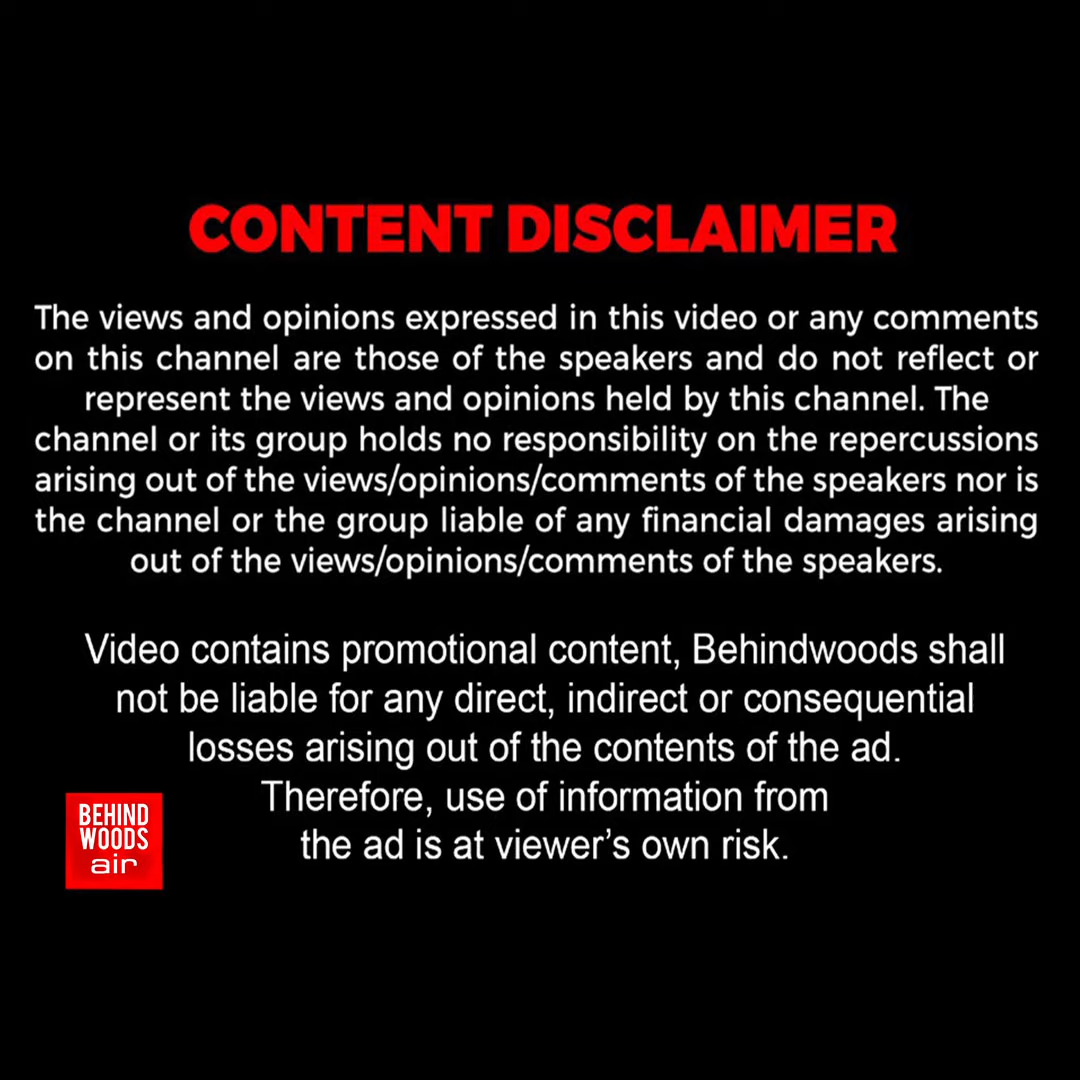 CONTENT DISCLAIMER
The views and opinions expressed in this video or any comments
on this channel are those of the speakers and do not reflect or
represent the views and opinions held by this channel. The
channel or its group holds no responsibility on the repercussions
arising out of the views/opinions/comments of the speakers nor is
the channel or the group liable of any financial damages arising
out of the views/opinions/comments of the speakers.
Video contains promotional content, Behindwoods shall
not be liable for any direct, indirect or consequential
losses arising out of the contents of the ad.
Therefore, use of information from
the ad is at viewer’s own risk.
BEHIND
WOODS
air